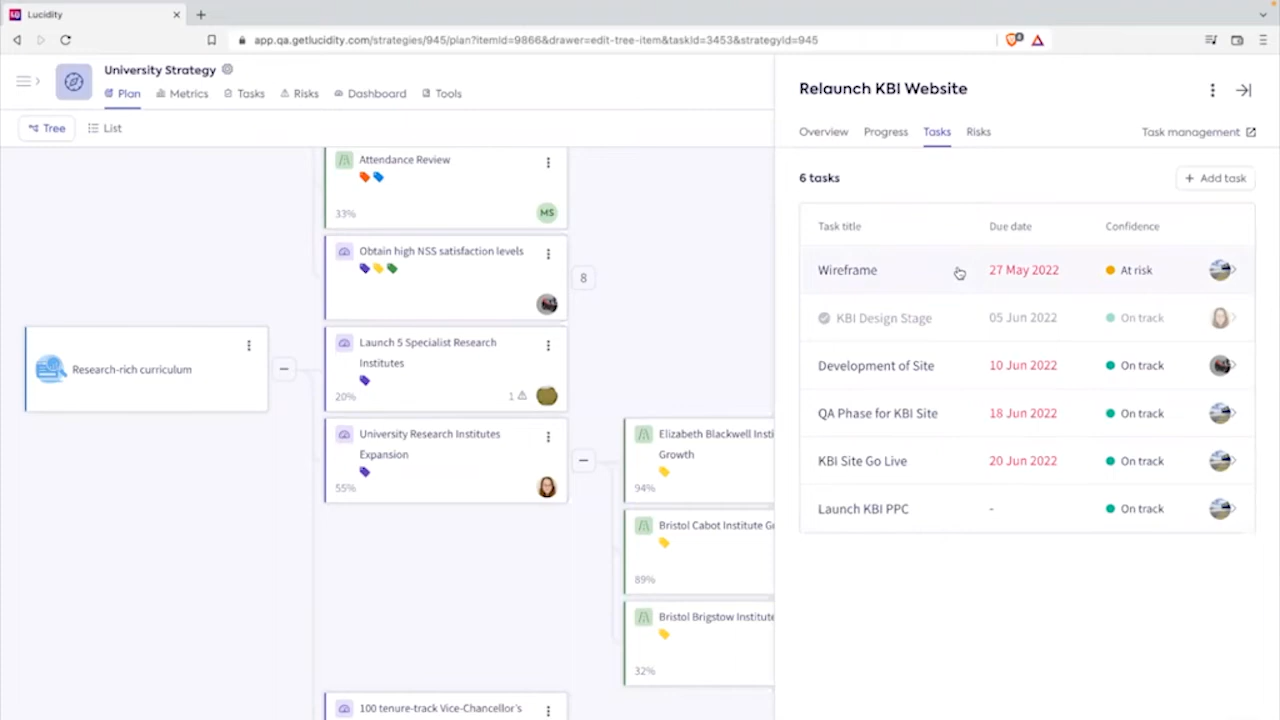 Lucidity
app.qa.getlucidity.com/strategies/945/plan?itemId=9866&drawer=edit-tree-item&taskId=3453&strategyId=945
University Strategy
Plan Metrics Tasks Risks Dashboard Tools
Tree List
Attendance Review
33% MS
Obtain high NSS satisfaction levels
8
Research-rich curriculum
Launch 5 Specialist Research
Institutes
20% 1
University Research Institutes
Expansion
55%
Elizabeth Blackwell Insti
Growth
94%
Bristol Cabot Institute G
89%
Bristol Brigstow Institute
32%
100 tenure-track Vice-Chancellor's
Relaunch KBI Website
Overview Progress Tasks Risks Task management
6 tasks + Add task
Task title Due date Confidence
Wireframe 27 May 2022 At risk
KBI Design Stage 05 Jun 2022 On track
Development of Site 10 Jun 2022 On track
QA Phase for KBI Site 18 Jun 2022 On track
KBI Site Go Live 20 Jun 2022 On track
Launch KBI PPC - On track